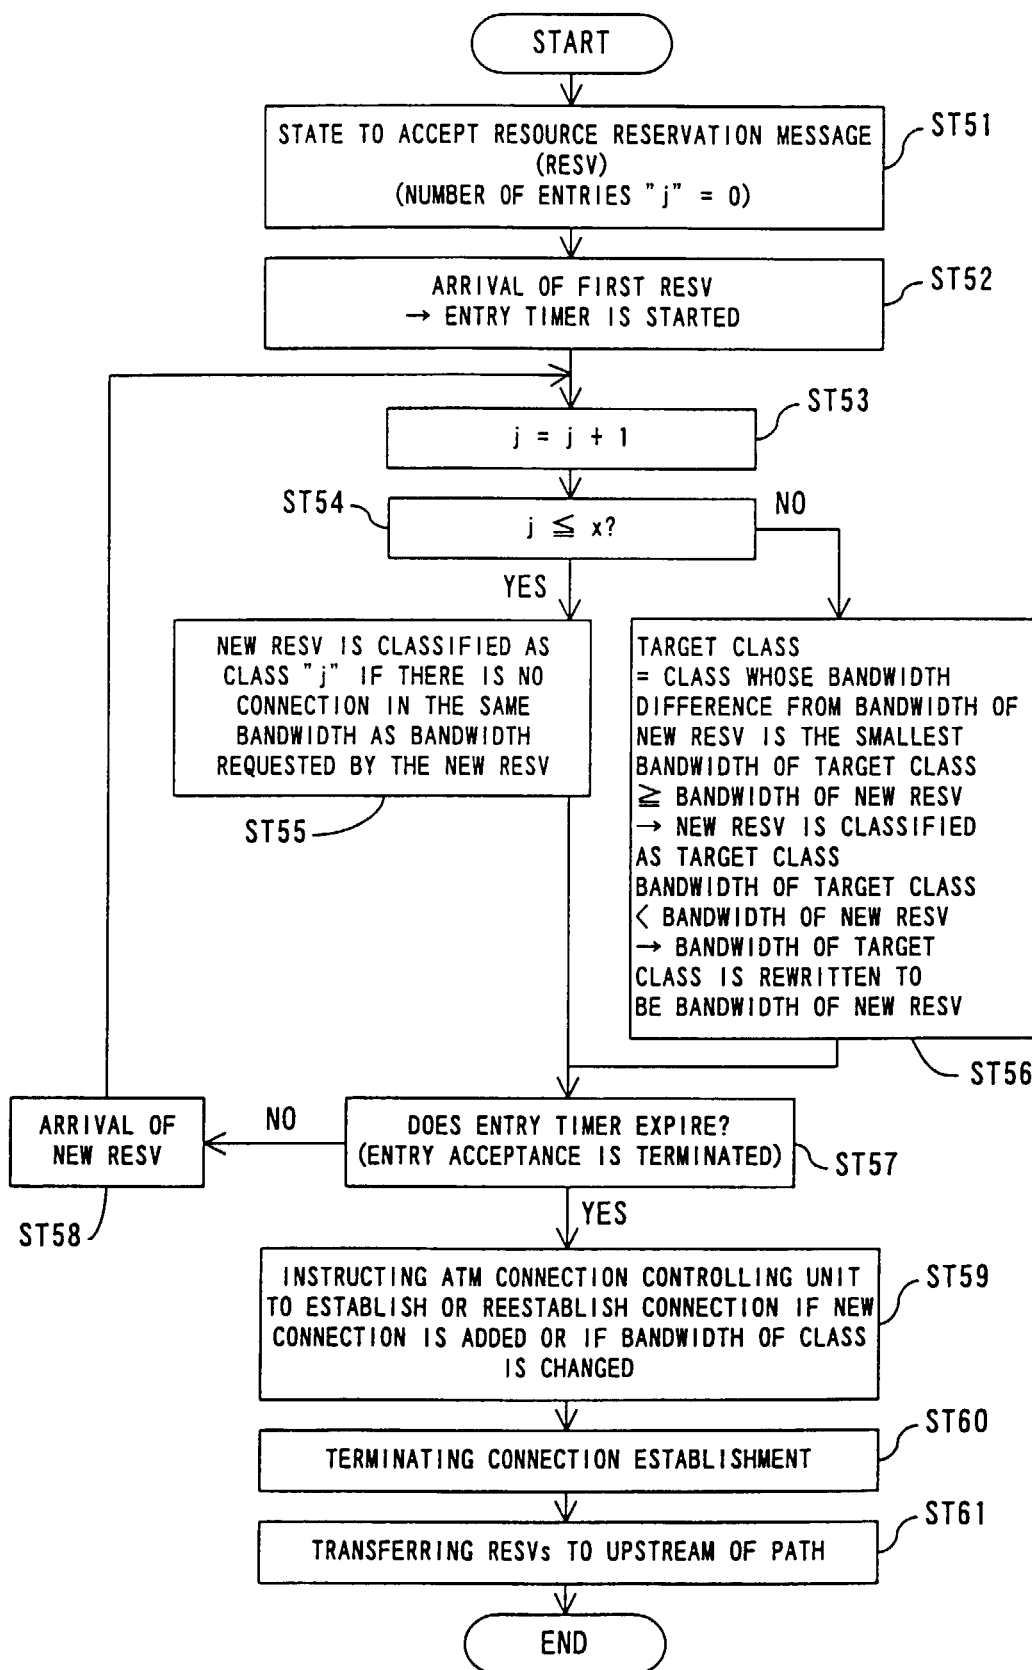 START
STATE TO ACCEPT RESOURCE RESERVATION MESSAGE
(RESV)
(NUMBER OF ENTRIES "j" = 0)
ST51
ARRIVAL OF FIRST RESV
→ ENTRY TIMER IS STARTED
ST52
j = j + 1
ST53
ST54
j ≦ x?
NO
YES
NEW RESV IS CLASSIFIED AS
CLASS "j" IF THERE IS NO
CONNECTION IN THE SAME
BANDWIDTH AS BANDWIDTH
REQUESTED BY THE NEW RESV
ST55
TARGET CLASS
= CLASS WHOSE BANDWIDTH
DIFFERENCE FROM BANDWIDTH OF
NEW RESV IS THE SMALLEST
BANDWIDTH OF TARGET CLASS
≧ BANDWIDTH OF NEW RESV
→ NEW RESV IS CLASSIFIED
AS TARGET CLASS
BANDWIDTH OF TARGET CLASS
< BANDWIDTH OF NEW RESV
→ BANDWIDTH OF TARGET
CLASS IS REWRITTEN TO
BE BANDWIDTH OF NEW RESV
ST56
DOES ENTRY TIMER EXPIRE?
(ENTRY ACCEPTANCE IS TERMINATED)
ST57
NO
ARRIVAL OF
NEW RESV
ST58
YES
INSTRUCTING ATM CONNECTION CONTROLLING UNIT
TO ESTABLISH OR REESTABLISH CONNECTION IF NEW
CONNECTION IS ADDED OR IF BANDWIDTH OF CLASS
IS CHANGED
ST59
TERMINATING CONNECTION ESTABLISHMENT
ST60
TRANSFERRING RESVs TO UPSTREAM OF PATH
ST61
END